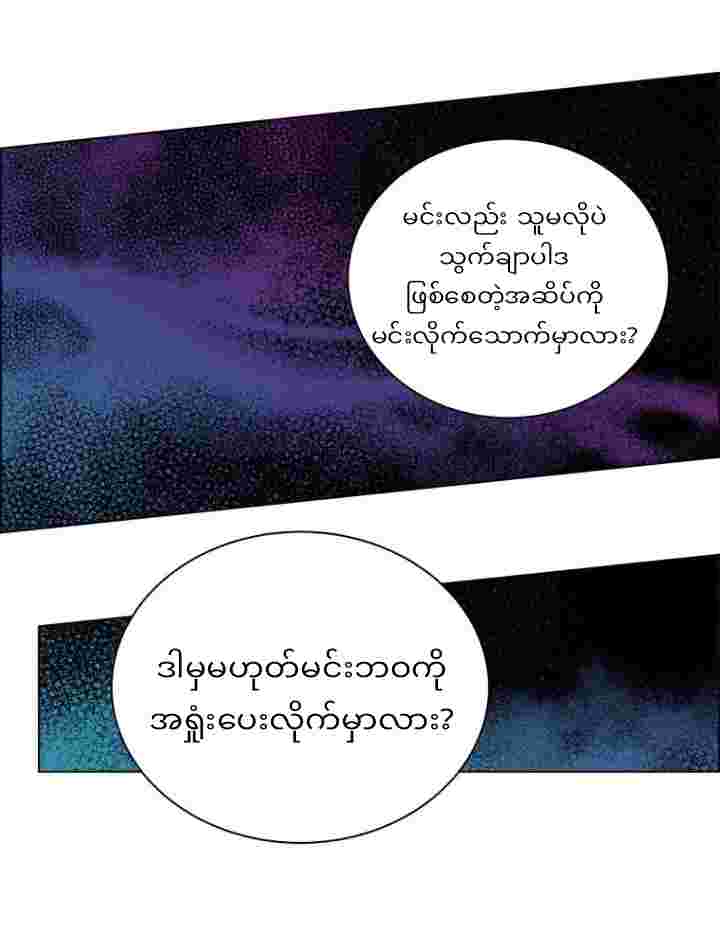 မင်းလည်း သူမလိုပဲ
သွက်ချာပါဒ
ဖြစ်စေတဲ့အဆိပ်ကို
မင်းလိုက်သောက်မှာလား?
ဒါမှမဟုတ်မင်းဘဝကို
အရှုံးပေးလိုက်မှာလား?